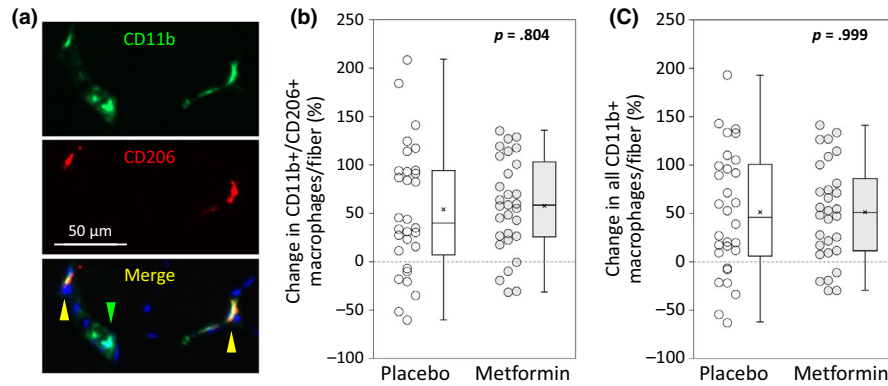 (a)
CD11b
CD206
50 µm
Merge
(b)
Change in CD11b+/CD206+
macrophages/fiber (%)
250
200
150
100
50
0
–50
–100
p = .804
Placebo
Metformin
(C)
Change in all CD11b+
macrophages/fiber (%)
250
200
150
100
50
0
–50
–100
p = .999
Placebo
Metformin